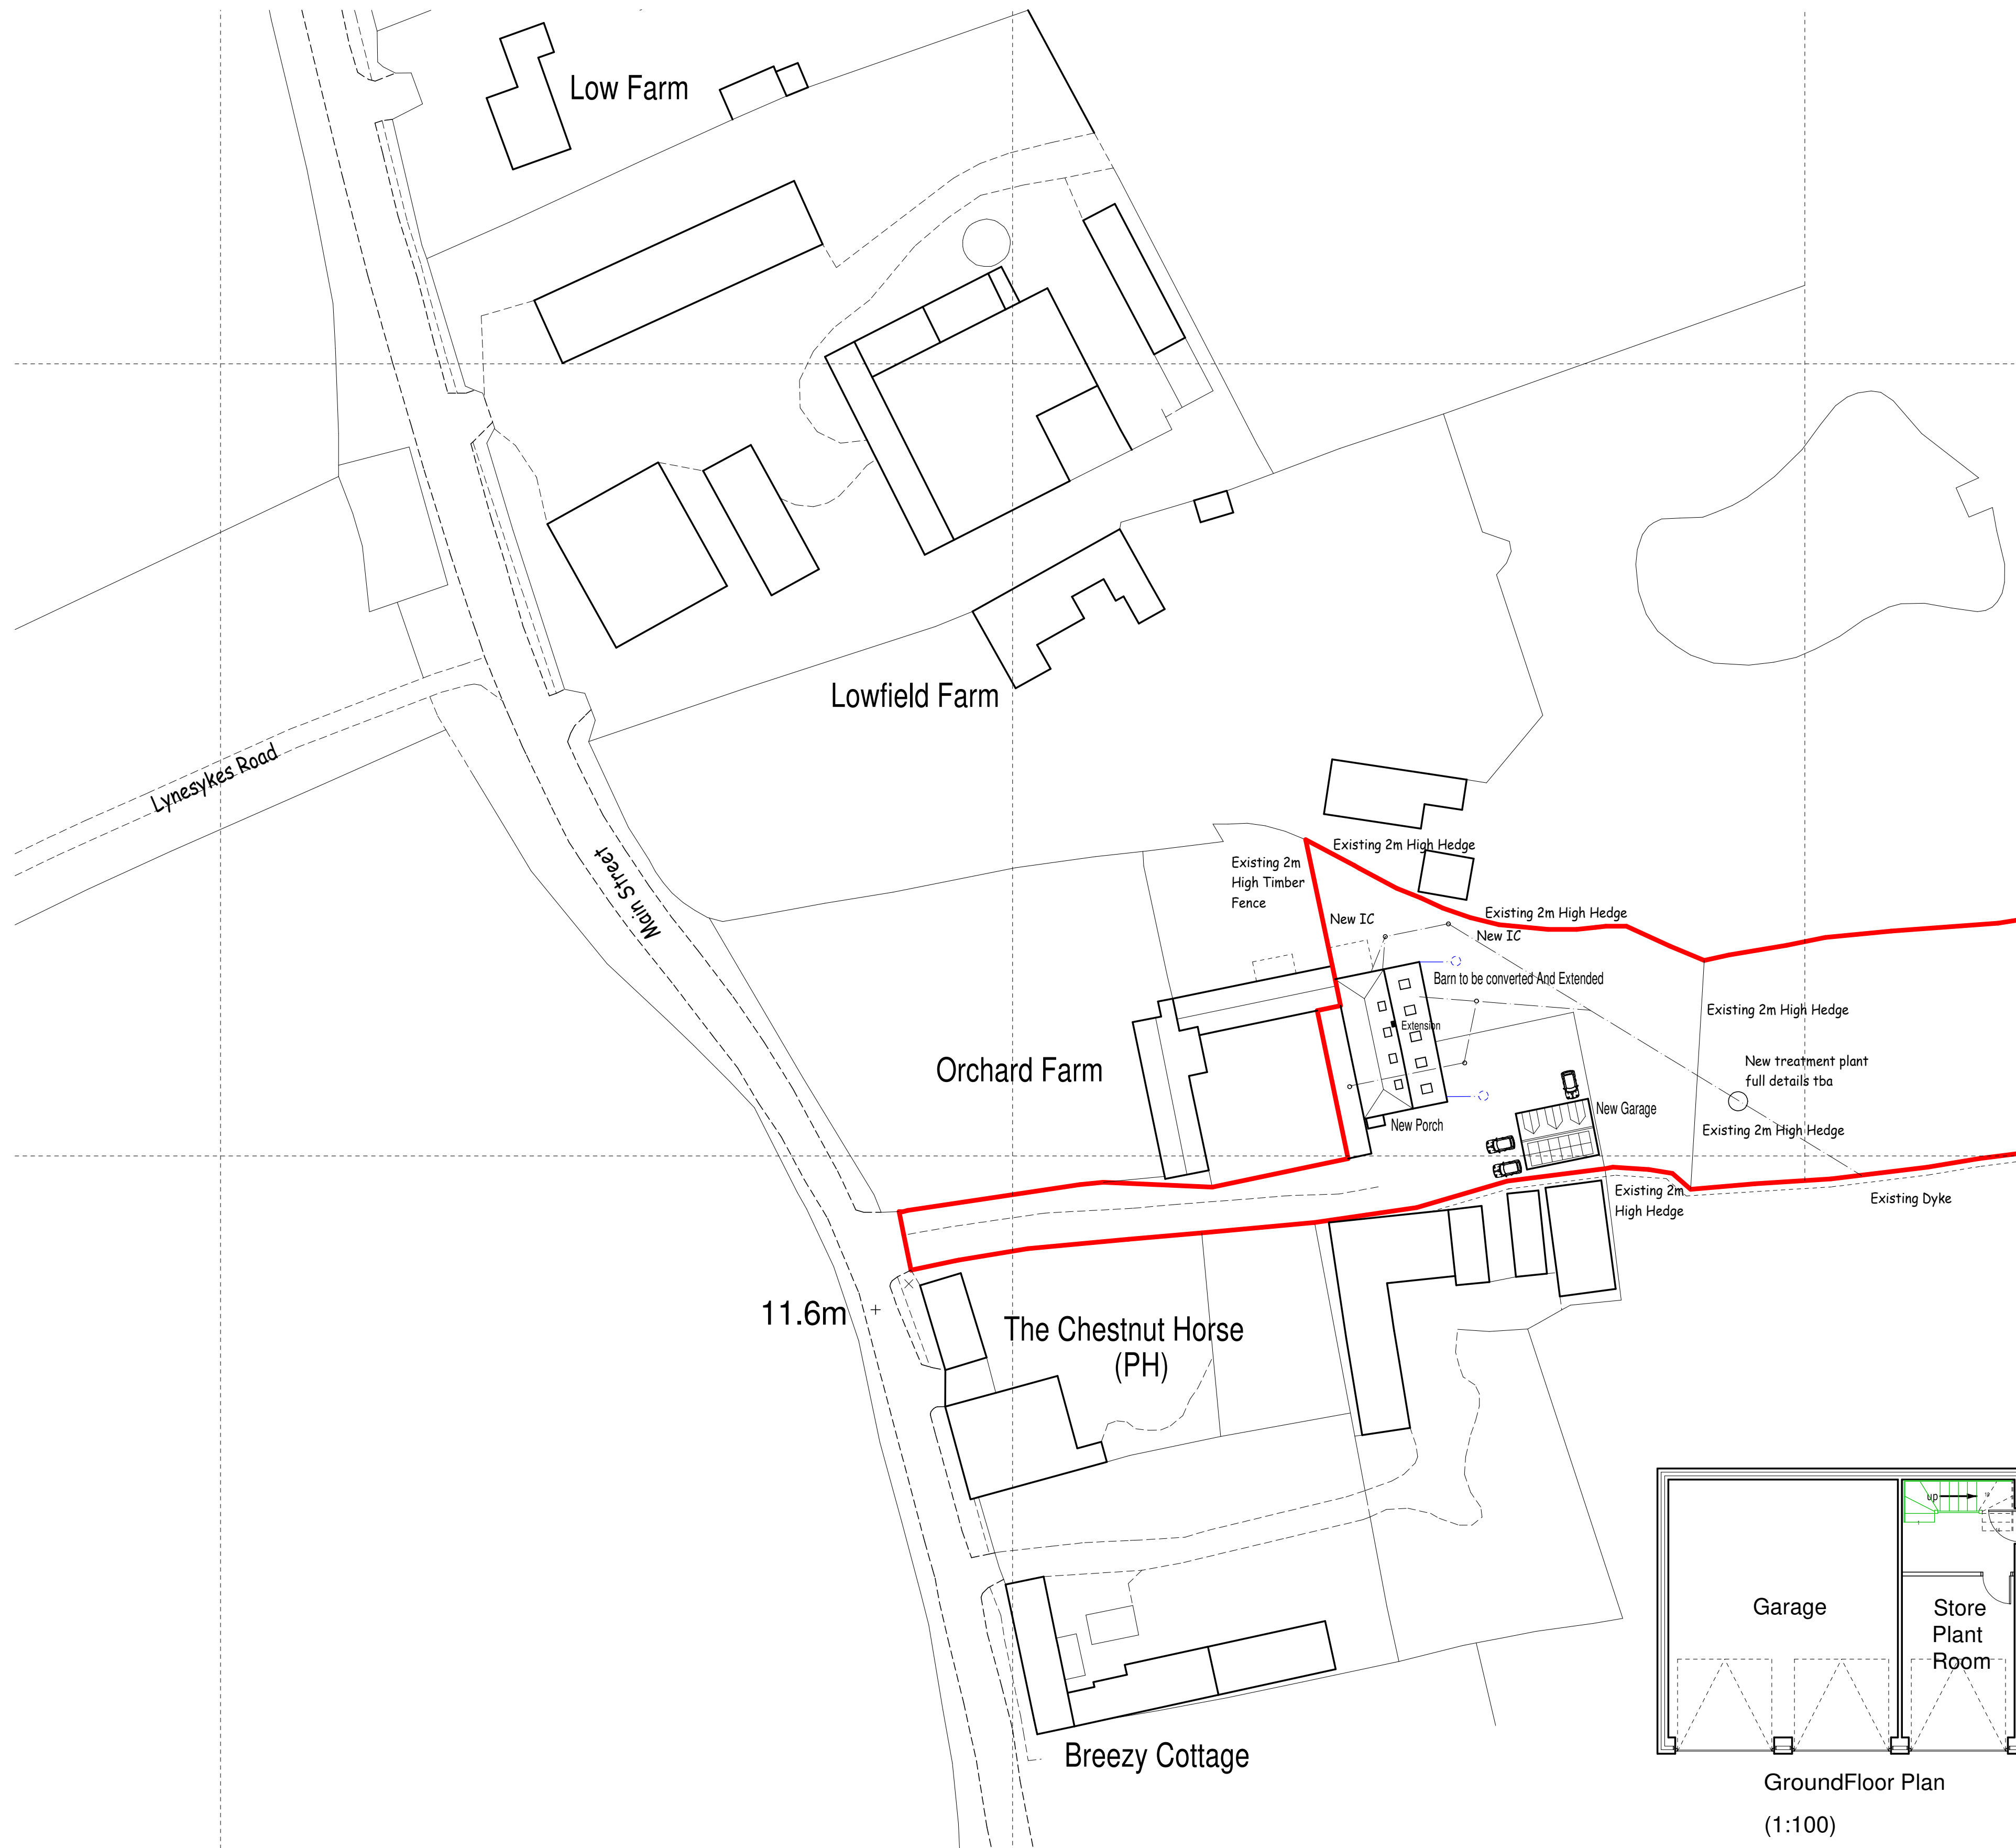 Low Farm
Lowfield Farm
Lynesykes Road
Main Street
Existing 2m High Hedge
Existing 2m
High Timber
Fence
Existing 2m High Hedge
New IC
New IC
Barn to be converted And Extended
Existing 2m High Hedge
Extension
Orchard Farm
New treatment plant
full details tba
New Garage
New Porch
Existing 2m High Hedge
Existing 2m
High Hedge
Existing Dyke
11.6m
The Chestnut Horse
(PH)
up
Garage
Store
Plant
Room
Breezy Cottage
GroundFloor Plan
(1:100)